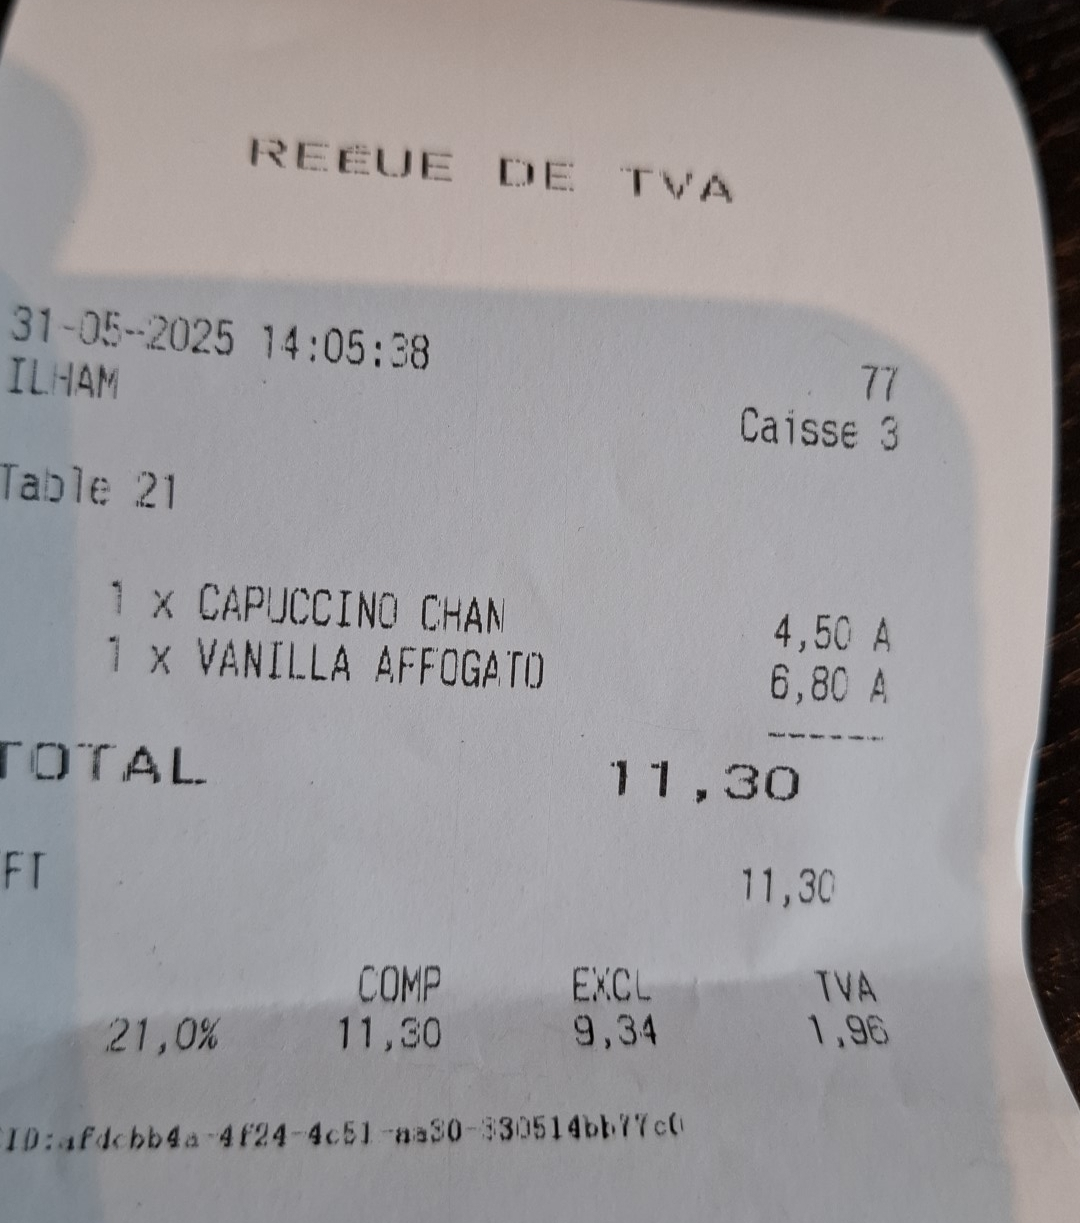 REÉUE DE TVA
31-05-2025 14:05:38
77
ILHAM
Caisse 3
Table 21
1 x CAPUCCINO CHAN 4,50 A
1 x VANILLA AFFOGATO 6,80 A
------
TOTAL 11,30
FT 11,30
COMP EXCL TVA
21,0% 11,30 9,34 1,96